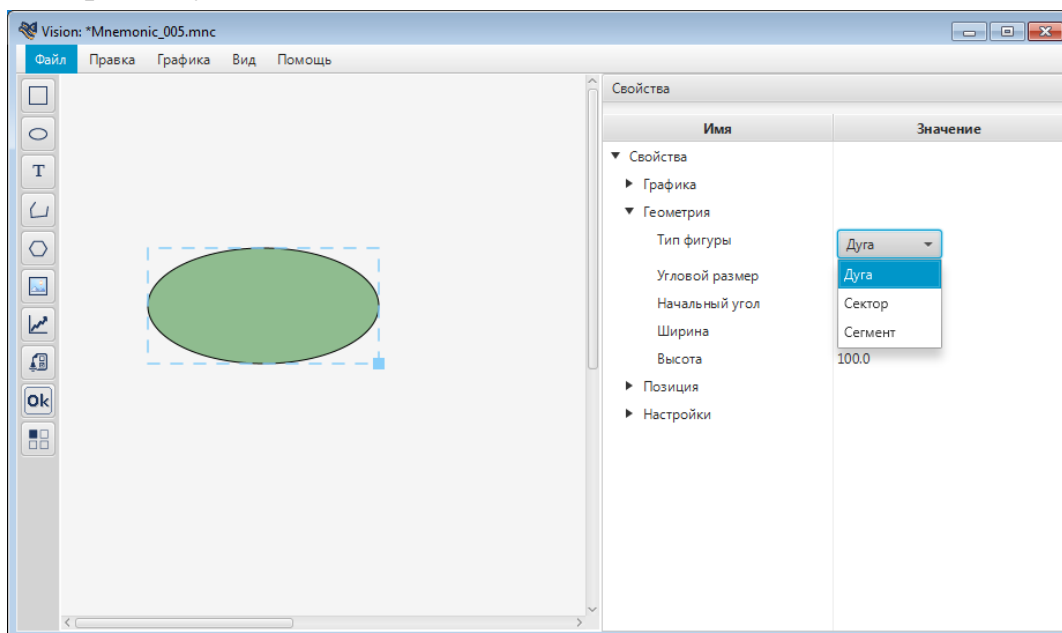 Vision: *Mnemonic_005.mnc
Файл Правка Графика Вид Помощь
Свойства
Имя Значение
Свойства
Графика
Геометрия
Тип фигуры Дуга
Угловой размер Дуга
Начальный угол Сектор
Ширина Сегмент
Высота 100.0
Позиция
Настройки
T
Ok